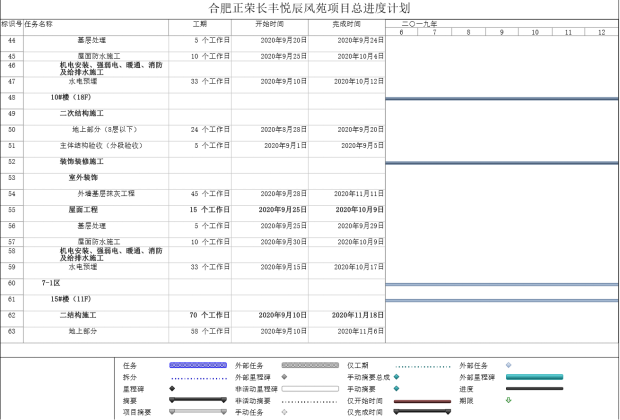 合肥正荣长丰悦辰风苑项目总进度计划
标识号 任务名称 工期 开始时间 完成时间 二〇一九年
6 7 8 9 10 11 12
44 基层处理 5 个工作日 2020年9月20日 2020年9月24日
45 屋面防水施工 10 个工作日 2020年9月25日 2020年10月4日
46 机电安装、强弱电、暖通、消防
及给排水施工
47 水电预埋 33 个工作日 2020年9月10日 2020年10月12日
48 10#楼（18F）
49 二次结构施工
50 地上部分（8层以下） 24 个工作日 2020年8月28日 2020年9月20日
51 主体结构验收（分段验收） 5 个工作日 2020年9月1日 2020年9月5日
52 装饰装修施工
53 室外装饰
54 外墙基层抹灰工程 45 个工作日 2020年9月28日 2020年11月11日
55 屋面工程 15 个工作日 2020年9月25日 2020年10月9日
56 基层处理 5 个工作日 2020年9月25日 2020年9月29日
57 屋面防水施工 10 个工作日 2020年9月30日 2020年10月9日
58 机电安装、强弱电、暖通、消防
及给排水施工
59 水电预埋 33 个工作日 2020年9月15日 2020年10月17日
60 7-1区
61 15#楼（11F）
62 二结构施工 70 个工作日 2020年9月10日 2020年11月18日
63 地上部分 58 个工作日 2020年9月10日 2020年11月6日
任务 外部任务 仅工期 外部任务
拆分 外部里程碑 手动摘要总成 外部里程碑
里程碑 非活动里程碑 手动摘要 进度
摘要 非活动摘要 仅开始时间 期限
项目摘要 手动任务 仅完成时间